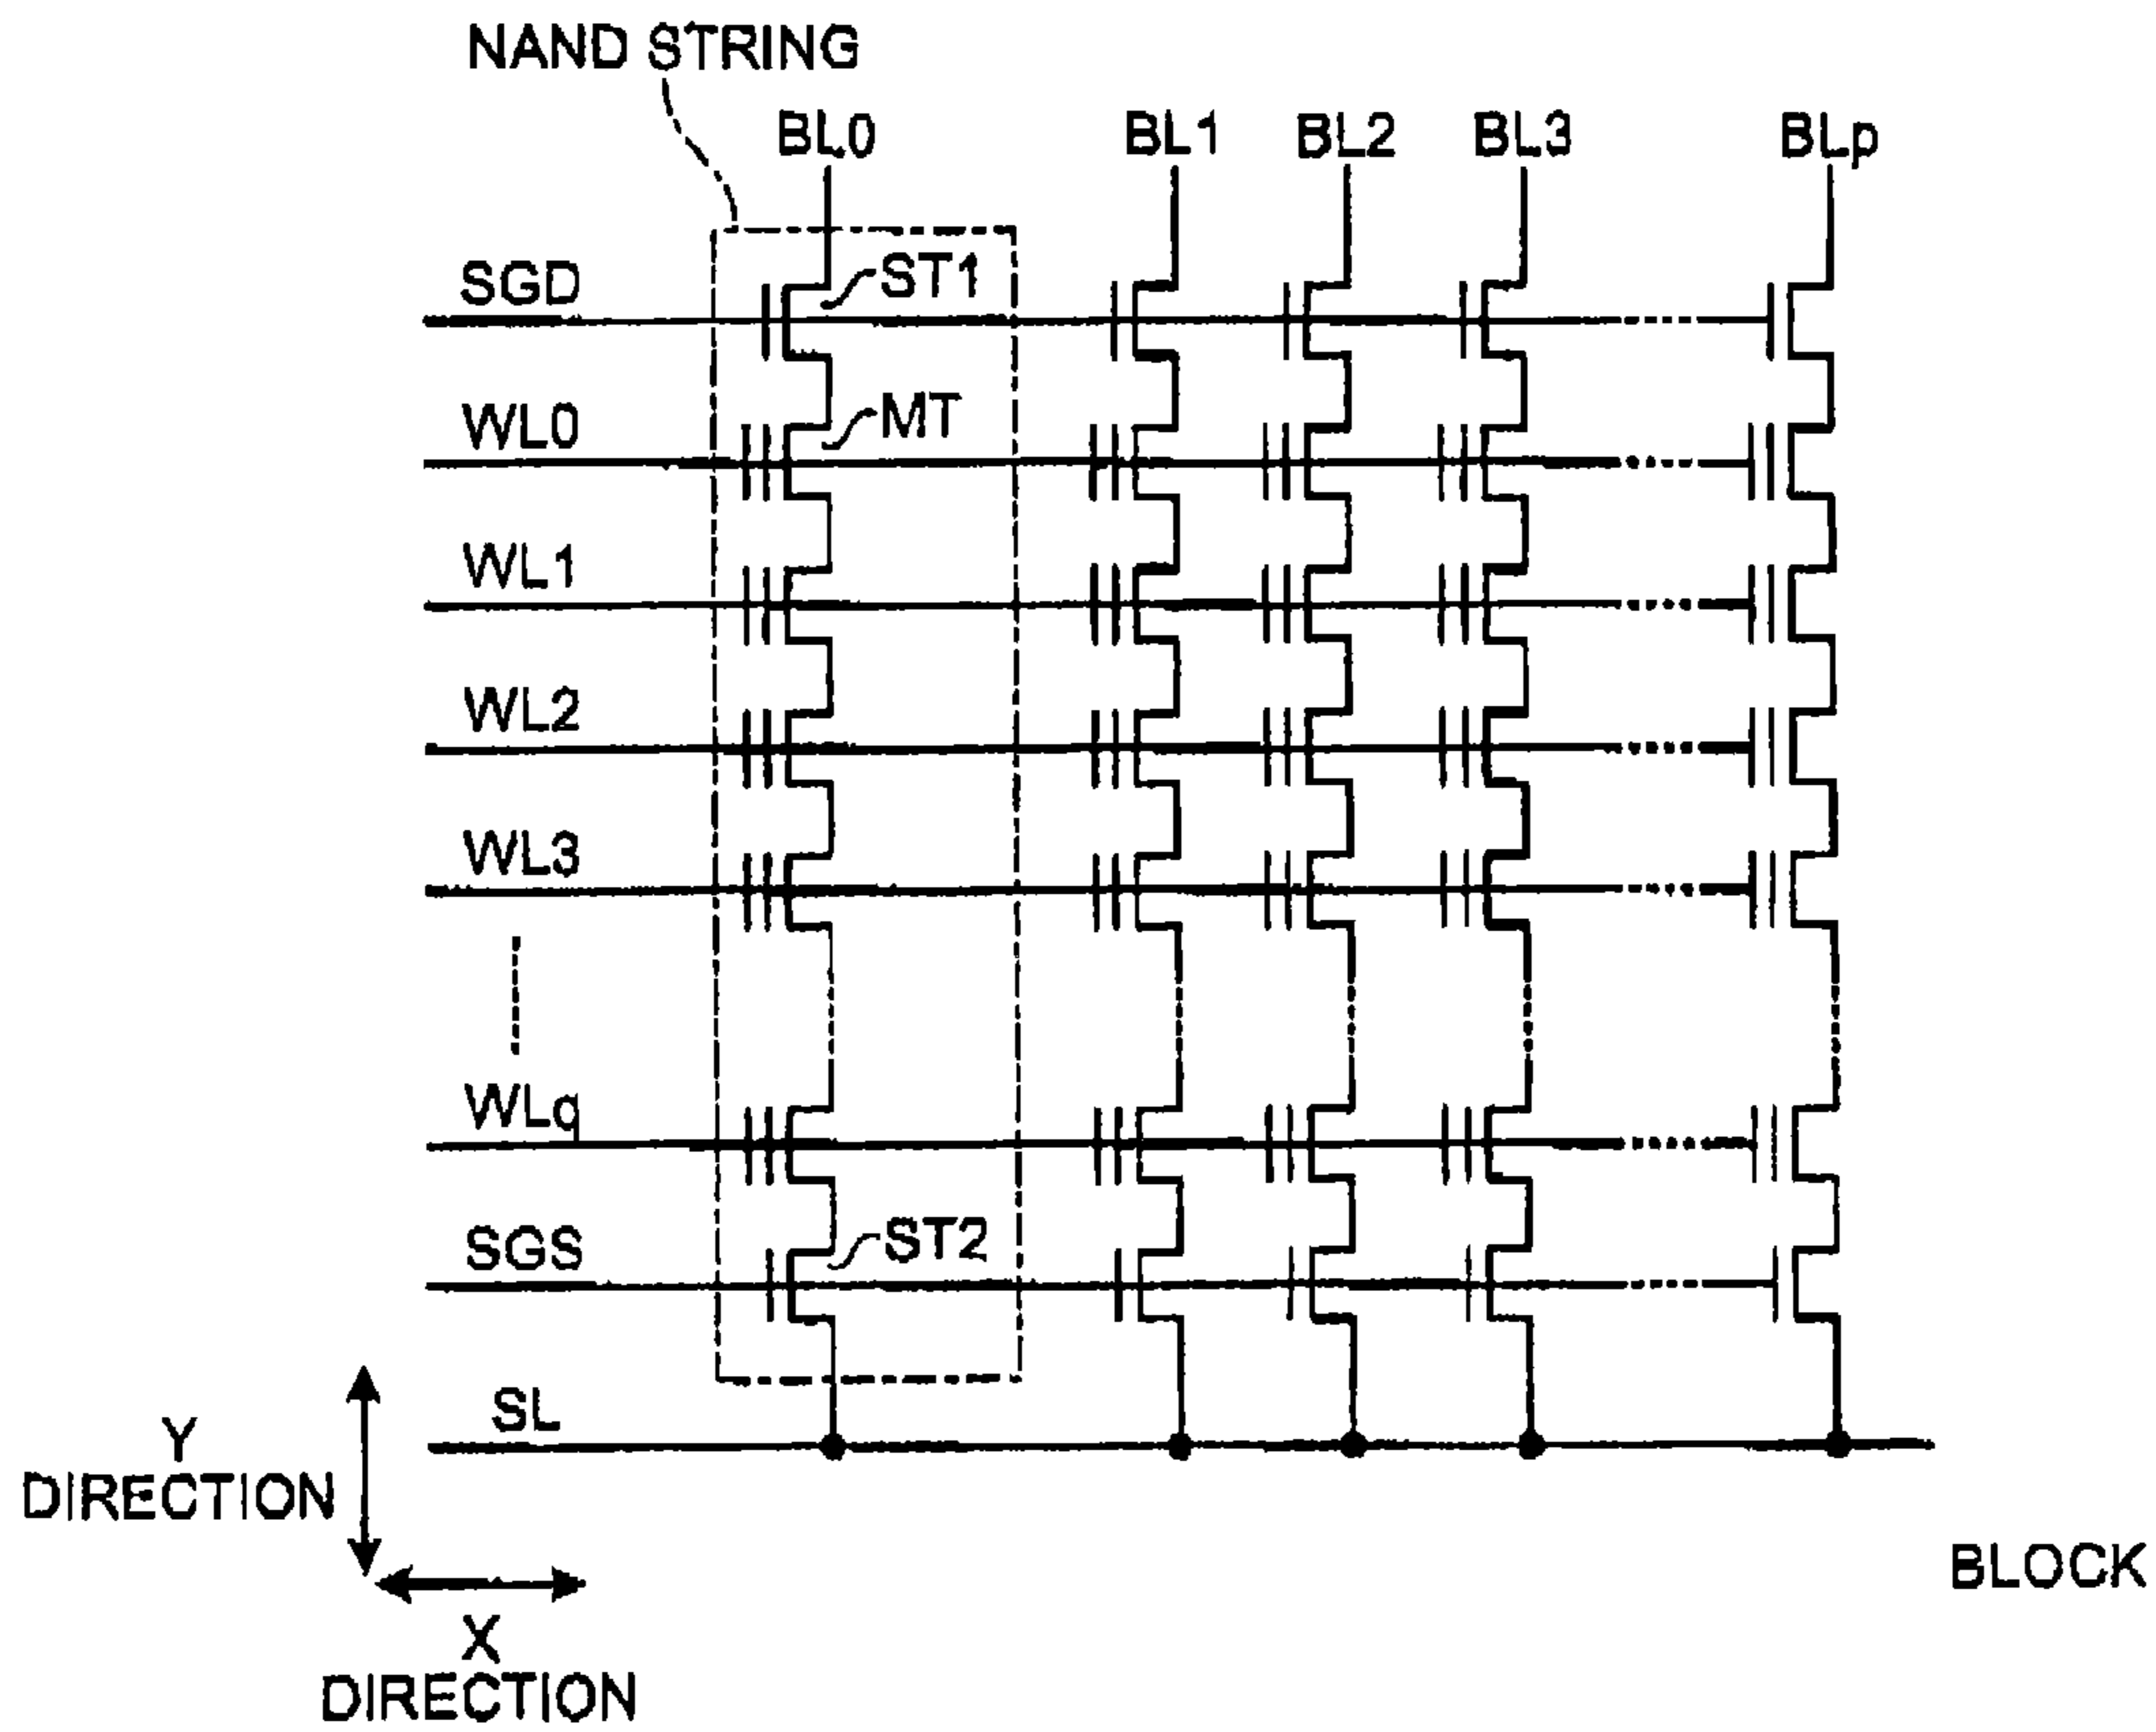 NAND STRING
BL0 BL1 BL2 BL3 BLp
SGD ST1
WL0 MT
WL1
WL2
WL3
WLq
SGS ST2
SL
Y
DIRECTION
BLOCK
X
DIRECTION